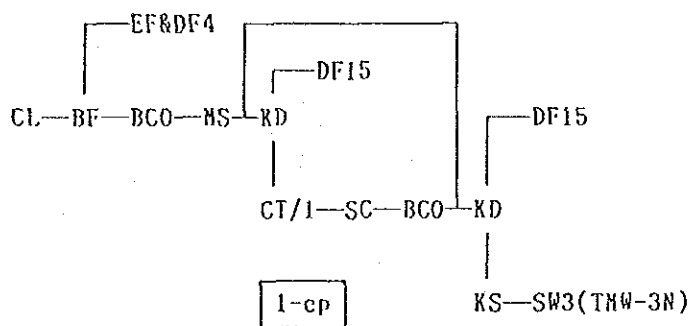 EF&DF4
DF15
CL—BF—BCO—MS—KD
DF15
CT/1—SC—BCO—KD
1-cp
KS—SW3(TMW-3N)